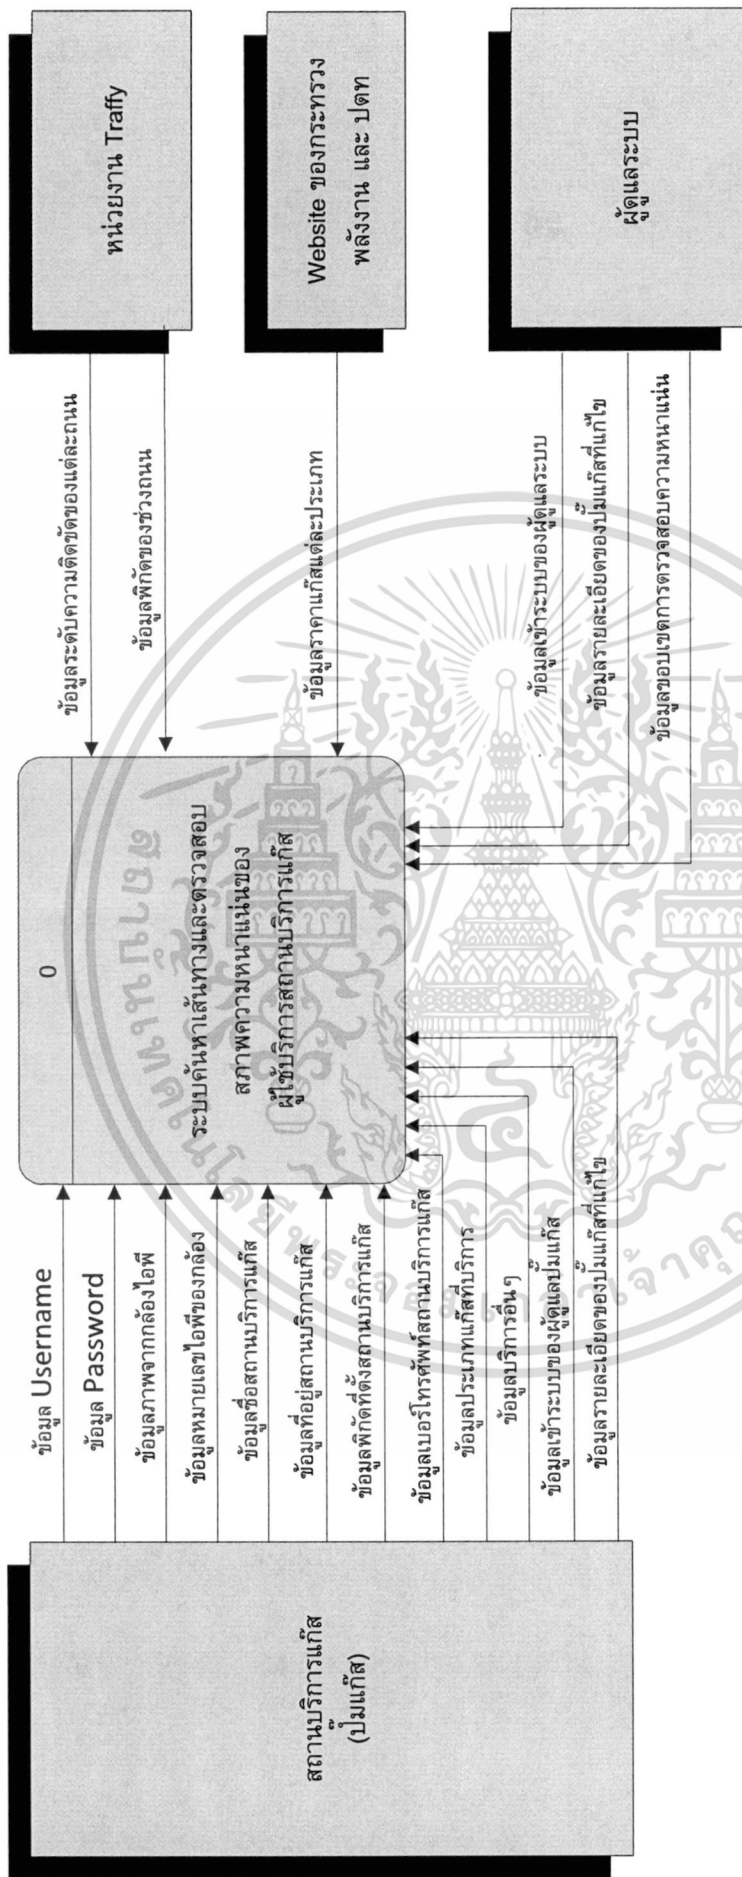 หน่วยงาน Traffy
Website ของกระทรวง
พลังงาน และ ปตท
ผู้ดูแลระบบ
ข้อมูลระดับความติดขัดของแต่ละถนน
ข้อมูลพิกัดของช่วงถนน
ข้อมูลราคาแก๊สแต่ละประเภท
ข้อมูลเข้าระบบของผู้ดูแลระบบ
ข้อมูลรายละเอียดของปั๊มแก๊สที่แก้ไข
ข้อมูลขอบเขตการตรวจสอบความหนาแน่น
0
ระบบค้นหาเส้นทางและตรวจสอบ
สภาพความหนาแน่นของ
ผู้ใช้บริการสถานบริการแก๊ส
ข้อมูล Username
ข้อมูล Password
ข้อมูลภาพจากกล้องไอพี
ข้อมูลหมายเลขไอพีของกล้อง
ข้อมูลชื่อสถานบริการแก๊ส
ข้อมูลที่อยู่สถานบริการแก๊ส
ข้อมูลพิกัดที่ตั้งสถานบริการแก๊ส
ข้อมูลเบอร์โทรศัพท์สถานบริการแก๊ส
ข้อมูลประเภทแก๊สที่บริการ
ข้อมูลบริการอื่นๆ
ข้อมูลเข้าระบบของผู้ดูแลปั๊มแก๊ส
ข้อมูลรายละเอียดของปั๊มแก๊สที่แก้ไข
สถานบริการแก๊ส
(ปั๊มแก๊ส)